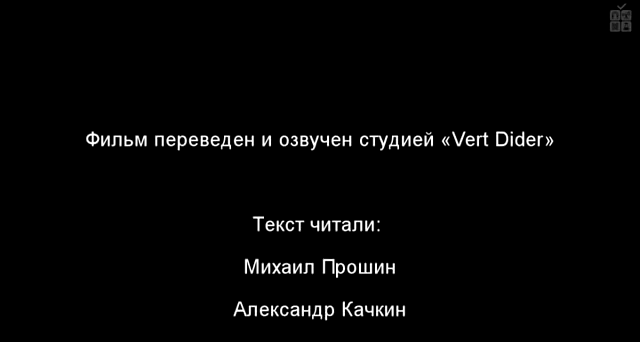 Фильм переведен и озвучен студией «Vert Dider»
Текст читали:
Михаил Прошин
Александр Качкин